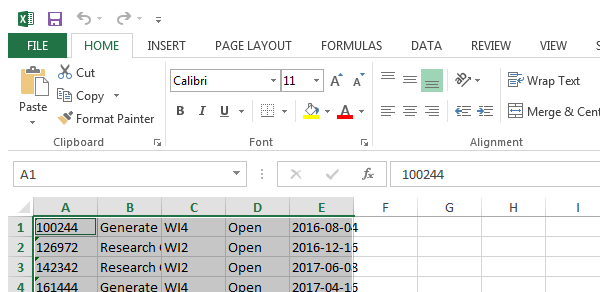 FILE HOME INSERT PAGE LAYOUT FORMULAS DATA REVIEW VIEW
Paste
Cut
Copy
Format Painter
Clipboard
Calibri 11 A A
B I U A
Font
Wrap Text
Merge & Cent
Alignment
A1 fx 100244
A B C D E F G H I
1 100244 Generate WI4 Open 2016-08-04
2 126972 Research WI2 Open 2016-12-15
3 142342 Research WI2 Open 2017-06-08
4 161444 Generate WI4 Open 2017-04-15